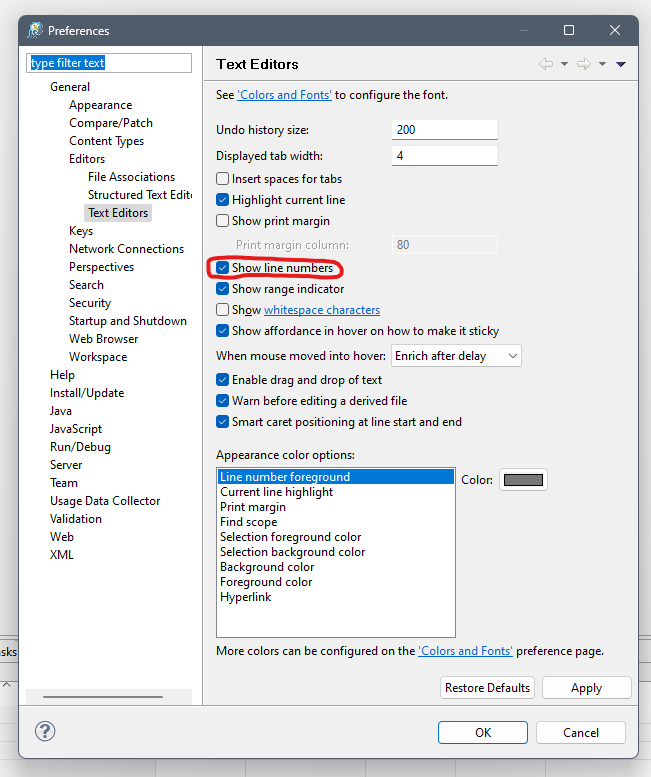 Preferences
type filter text
General
Appearance
Compare/Patch
Content Types
Editors
File Associations
Structured Text Edit
Text Editors
Keys
Network Connections
Perspectives
Search
Security
Startup and Shutdown
Web Browser
Workspace
Help
Install/Update
Java
JavaScript
Run/Debug
Server
Team
Usage Data Collector
Validation
Web
XML
Text Editors
See 'Colors and Fonts' to configure the font.
Undo history size: 200
Displayed tab width: 4
Insert spaces for tabs
Highlight current line
Show print margin
Print margin column: 80
Show line numbers
Show range indicator
Show whitespace characters
Show affordance in hover on how to make it sticky
When mouse moved into hover: Enrich after delay
Enable drag and drop of text
Warn before editing a derived file
Smart caret positioning at line start and end
Appearance color options:
Line number foreground
Current line highlight
Print margin
Find scope
Selection foreground color
Selection background color
Background color
Foreground color
Hyperlink
Color:
More colors can be configured on the 'Colors and Fonts' preference page.
Restore Defaults Apply
? OK Cancel
asks